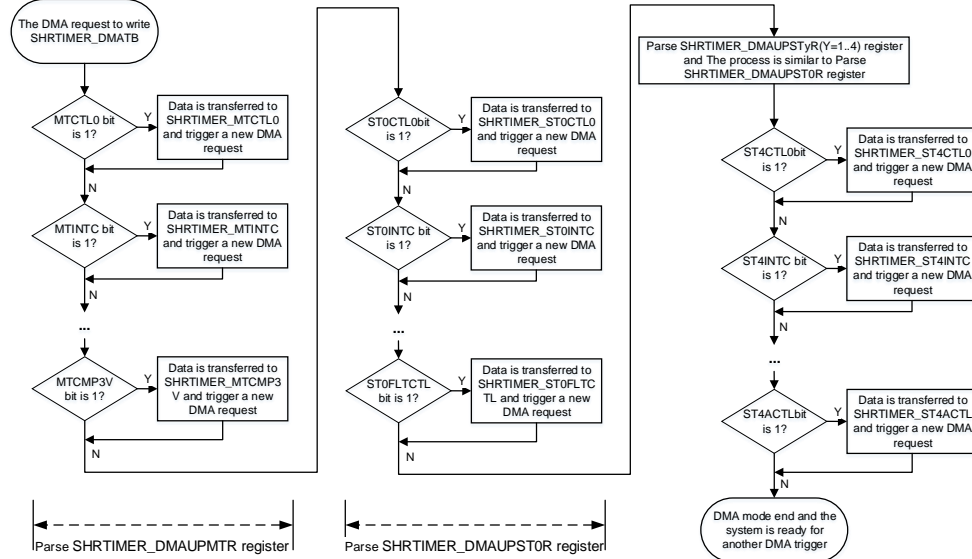 The DMA request to write
SHRTIMER_DMATB
MTCTL0 bit
is 1?
Y
Data is transferred to
SHRTIMER_MTCTL0
and trigger a new DMA
request
N
MTINTC bit
is 1?
Y
Data is transferred to
SHRTIMER_MTINTC
and trigger a new DMA
request
N
...
MTCMP3V
bit is 1?
Y
Data is transferred to
SHRTIMER_MTCMP3
V and trigger a new
DMA request
N
Parse SHRTIMER_DMAUPMTR register
ST0CTL0bit
is 1?
Y
Data is transferred to
SHRTIMER_ST0CTL0
and trigger a new DMA
request
N
ST0INTC bit
is 1?
Y
Data is transferred to
SHRTIMER_ST0INTC
and trigger a new DMA
request
N
...
ST0FLTCTL
bit is 1?
Y
Data is transferred to
SHRTIMER_ST0FLTC
TL and trigger a new
DMA request
N
Parse SHRTIMER_DMAUPST0R register
Parse SHRTIMER_DMAUPSTyR(Y=1..4) register
and The process is similar to Parse
SHRTIMER_DMAUPST0R register
ST4CTL0bit
is 1?
Y
Data is transferred to
SHRTIMER_ST4CTL0
and trigger a new DMA
request
N
ST4INTC bit
is 1?
Y
Data is transferred to
SHRTIMER_ST4INTC
and trigger a new DMA
request
N
...
ST4ACTLbit
is 1?
Y
Data is transferred to
SHRTIMER_ST4ACTL
and trigger a new DMA
request
N
DMA mode end and the
system is ready for
another DMA trigger